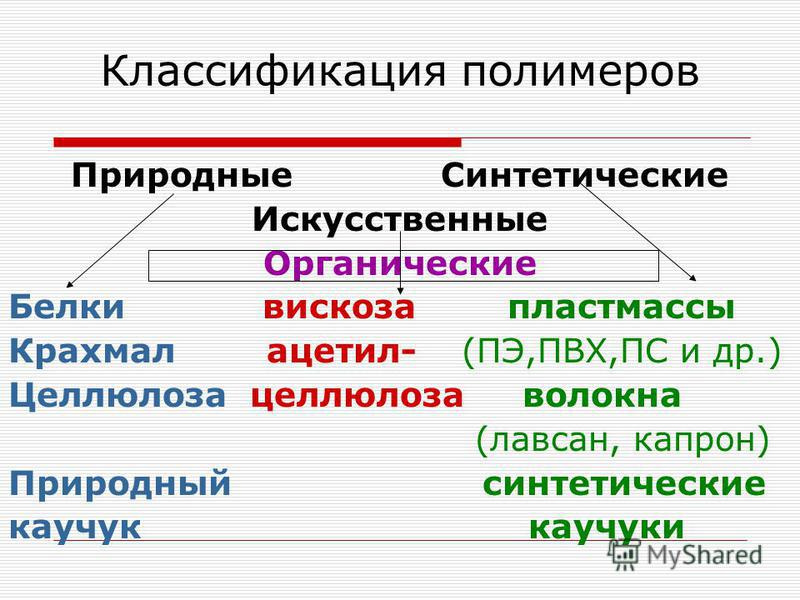 Классификация полимеров
Природные Синтетические
Искусственные
Органические
Белки вискоза пластмассы
Крахмал ацетил- (ПЭ,ПВХ,ПС и др.)
Целлюлоза целлюлоза волокна
(лавсан, капрон)
Природный синтетические
каучук каучуки
MyShared